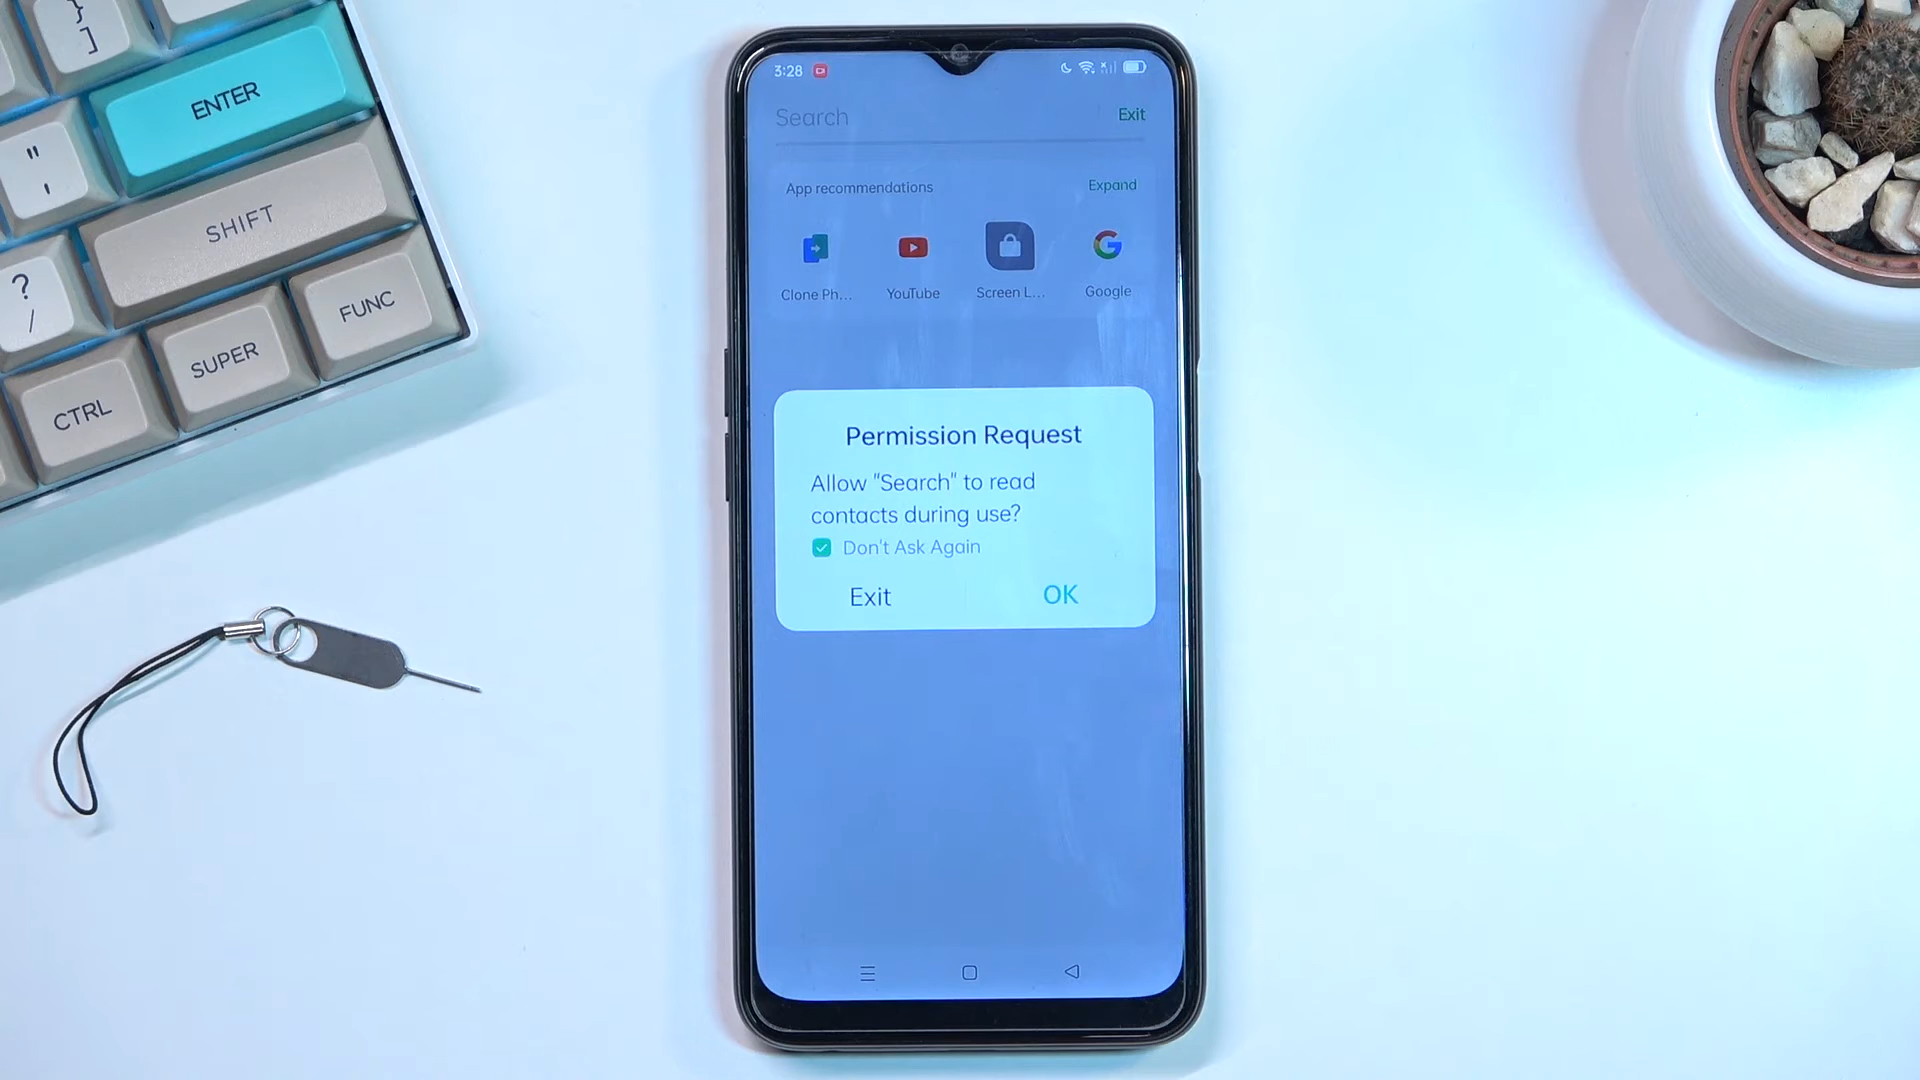 }
]
ENTER
"
'
SHIFT
?
/
SUPER
FUNC
CTRL
3:28
Search
Exit
App recommendations
Expand
Clone Ph...
YouTube
Screen L...
Google
Permission Request
Allow "Search" to read
contacts during use?
Don't Ask Again
Exit
OK